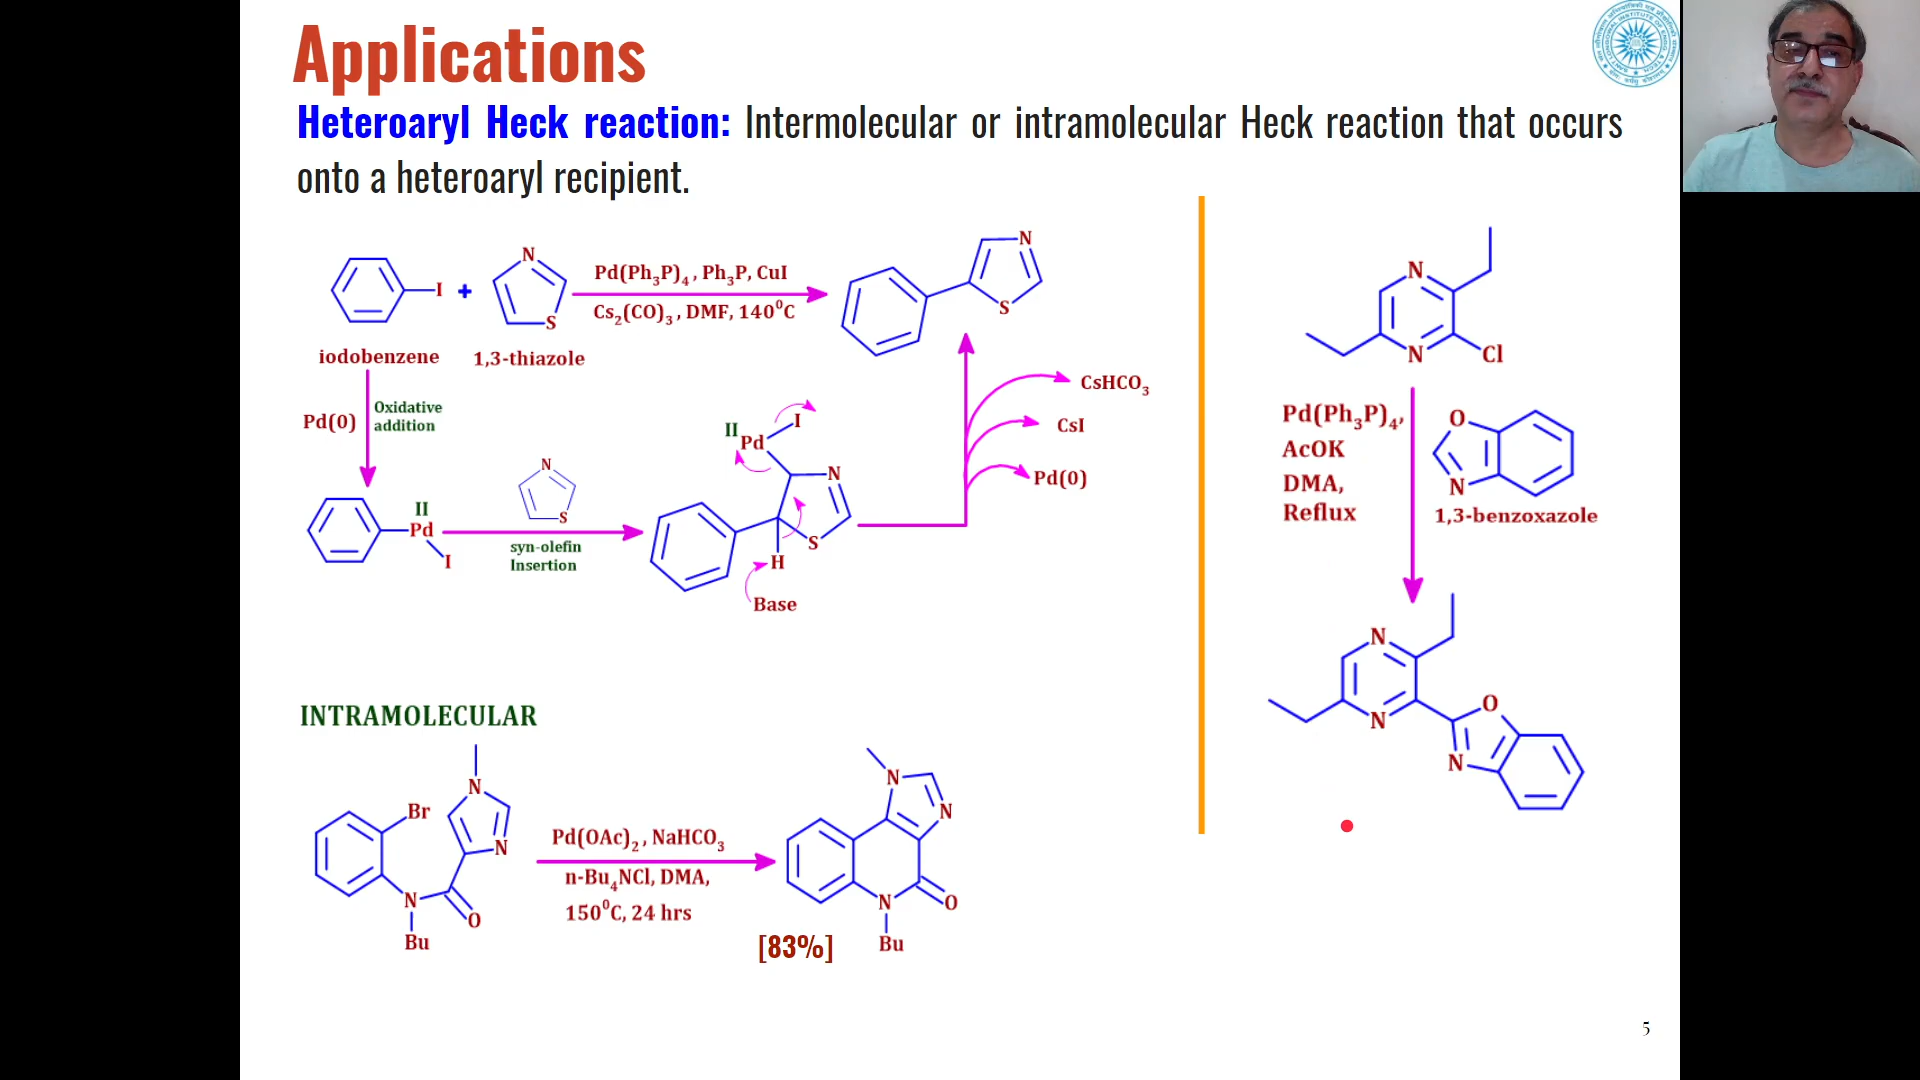 Applications
Heteroaryl Heck reaction: Intermolecular or intramolecular Heck reaction that occurs
onto a heteroaryl recipient.
I
+
N
S
Pd(Ph₃P)₄, Ph₃P, CuI
Cs₂(CO)₃, DMF, 140⁰C
N
S
iodobenzene
1,3-thiazole
Pd(0)
Oxidative
addition
II
Pd
I
N
S
syn-olefin
Insertion
II
Pd
I
N
S
H
Base
CsHCO₃
CsI
Pd(0)
INTRAMOLECULAR
Br
N
N
N
O
Bu
Pd(OAc)₂, NaHCO₃
n-Bu₄NCl, DMA,
150⁰C, 24 hrs
[83%]
N
N
N
O
Bu
N
N
Cl
Pd(Ph₃P)₄,
AcOK
DMA,
Reflux
O
N
1,3-benzoxazole
N
N
O
N
5